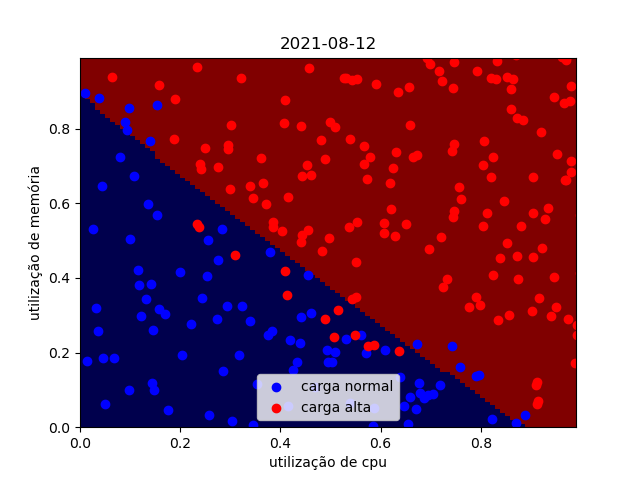 2021-08-12
utilização de memória
0.8
0.6
0.4
0.2
0.0
carga normal
carga alta
0.0 0.2 0.4 0.6 0.8
utilização de cpu